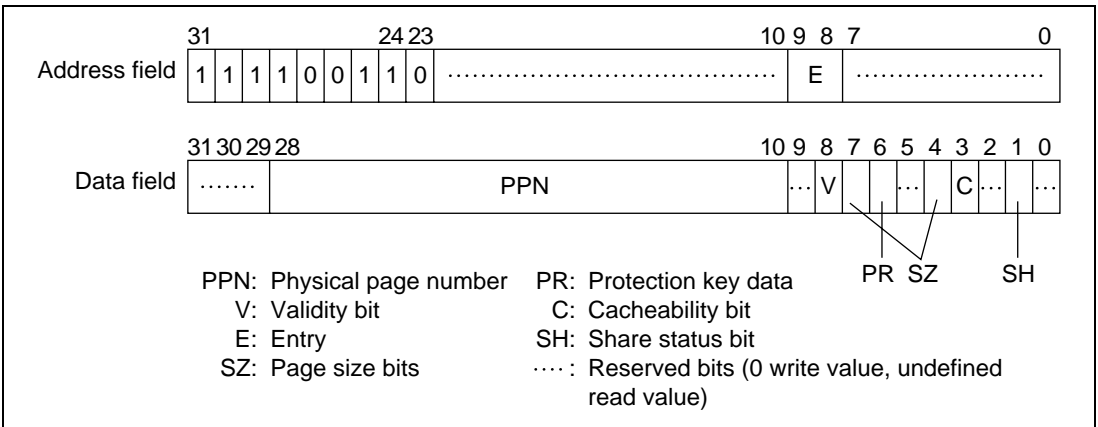 31 24 23 10 9 8 7 0
Address field 1 1 1 1 0 0 1 1 0 ········ E ········
31 30 29 28 10 9 8 7 6 5 4 3 2 1 0
Data field ······· PPN ··· V ··· C ··· ···
PR SZ SH
PPN: Physical page number PR: Protection key data
V: Validity bit C: Cacheability bit
E: Entry SH: Share status bit
SZ: Page size bits ···· : Reserved bits (0 write value, undefined
read value)